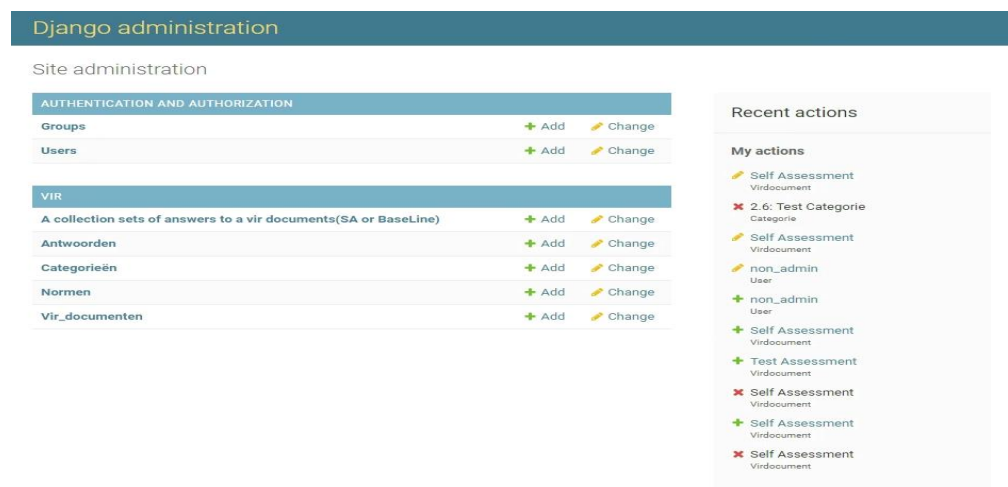 Django administration
Site administration
AUTHENTICATION AND AUTHORIZATION
Groups Add Change
Users Add Change
VIR
A collection sets of answers to a vir documents(SA or BaseLine) Add Change
Antwoorden Add Change
Categorieën Add Change
Normen Add Change
Vir_documenten Add Change
Recent actions
My actions
Self Assessment
Virdocument
2.6: Test Categorie
Categorie
Self Assessment
Virdocument
non_admin
User
non_admin
User
Self Assessment
Virdocument
Test Assessment
Virdocument
Self Assessment
Virdocument
Self Assessment
Virdocument
Self Assessment
Virdocument